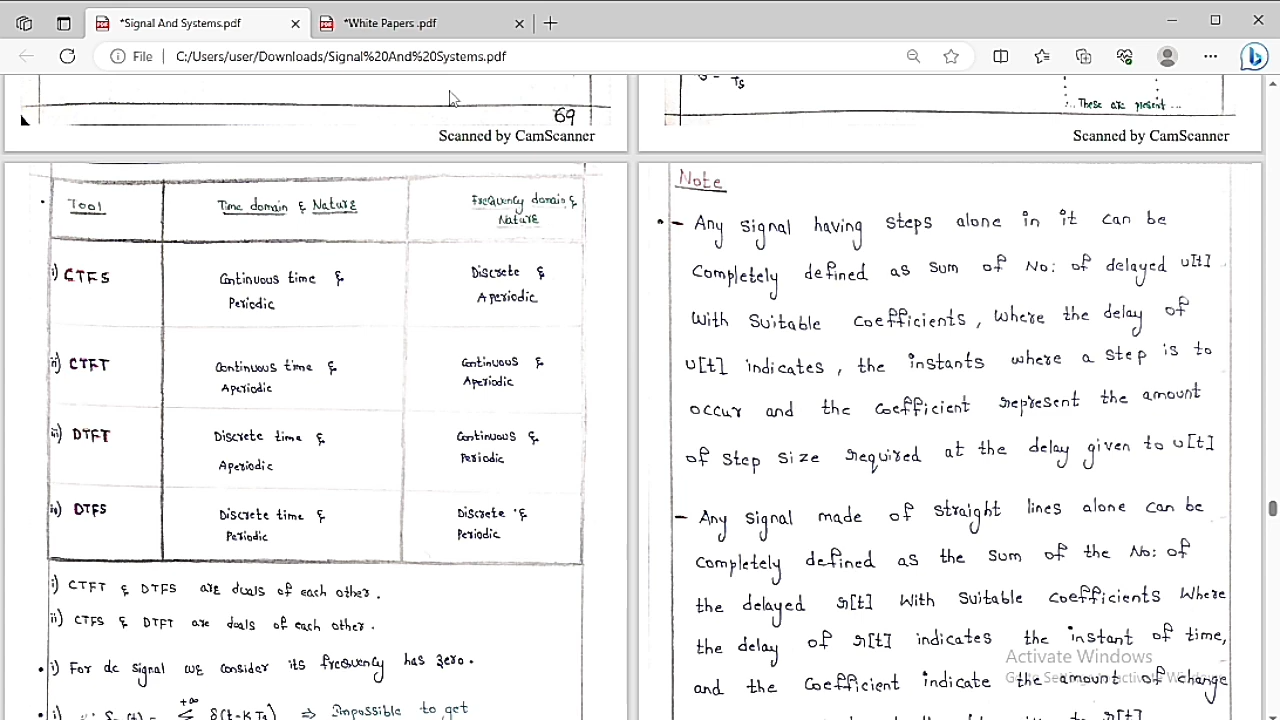 *Signal And Systems.pdf
*White Papers .pdf
File C:/Users/user/Downloads/Signal%20And%20Systems.pdf
69
Scanned by CamScanner
Ts
... These are present ...
Scanned by CamScanner
Tool Time domain & Nature Frequency domain & Nature
i) CTFS Continuous time & Periodic Discrete & Aperiodic
ii) CTFT Continuous time & Aperiodic Continuous & Aperiodic
iii) DTFT Discrete time & Aperiodic Continuous & Periodic
iv) DTFS Discrete time & Periodic Discrete & Periodic
i) CTFT & DTFS are duals of each other.
ii) CTFS & DTFT are duals of each other.
i) For dc signal we consider its frequency has zero.
+∞
Σ δ(t-kTs) ⇒ Impossible to get
Note
- Any signal having steps alone in it can be
completely defined as sum of No: of delayed u[t]
with suitable coefficients, where the delay of
u[t] indicates, the instants where a step is to
occur and the coefficient represent the amount
of step size required at the delay given to u[t]
- Any signal made of straight lines alone can be
completely defined as the sum of the No: of
the delayed r[t] with suitable coefficients where
the delay of r[t] indicates the instant of time,
and the coefficient indicate the amount of change
r[t]
Activate Windows
Go to Settings to activate Windows.